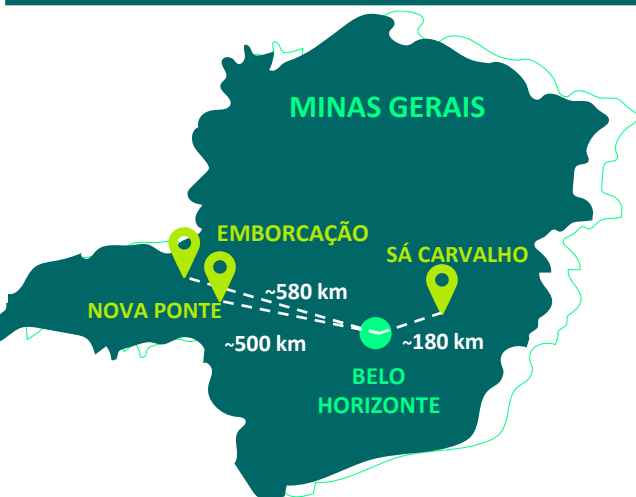 MINAS GERAIS
EMBORCAÇÃO
SÁ CARVALHO
~580 km
NOVA PONTE
~500 km
~180 km
BELO
HORIZONTE